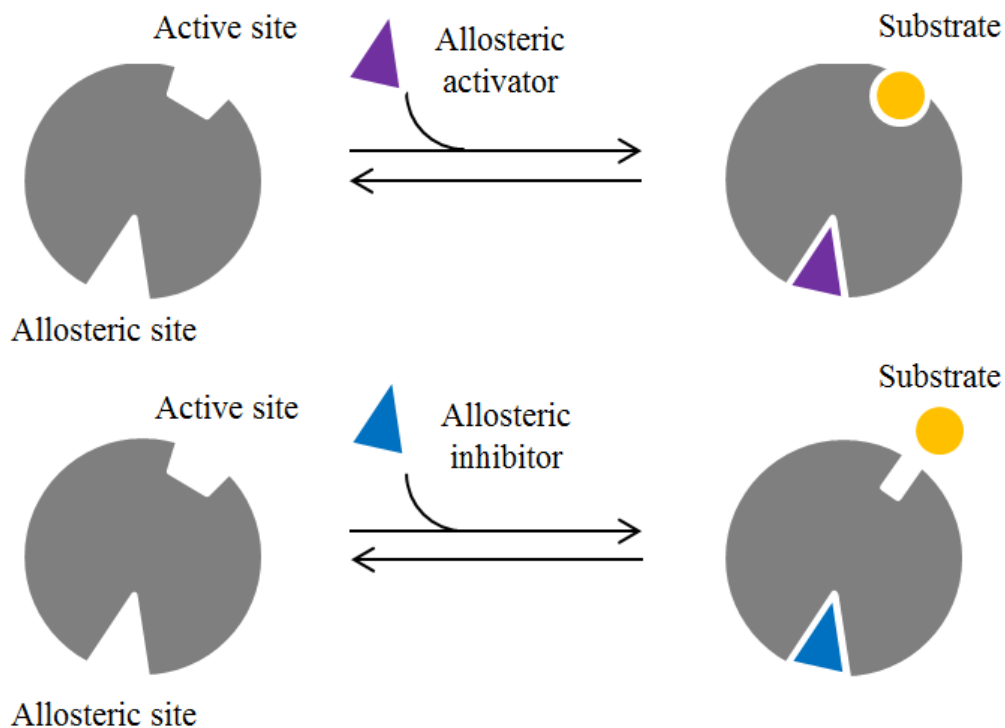 Active site
Allosteric
activator
Substrate
Allosteric site
Active site
Allosteric
inhibitor
Substrate
Allosteric site